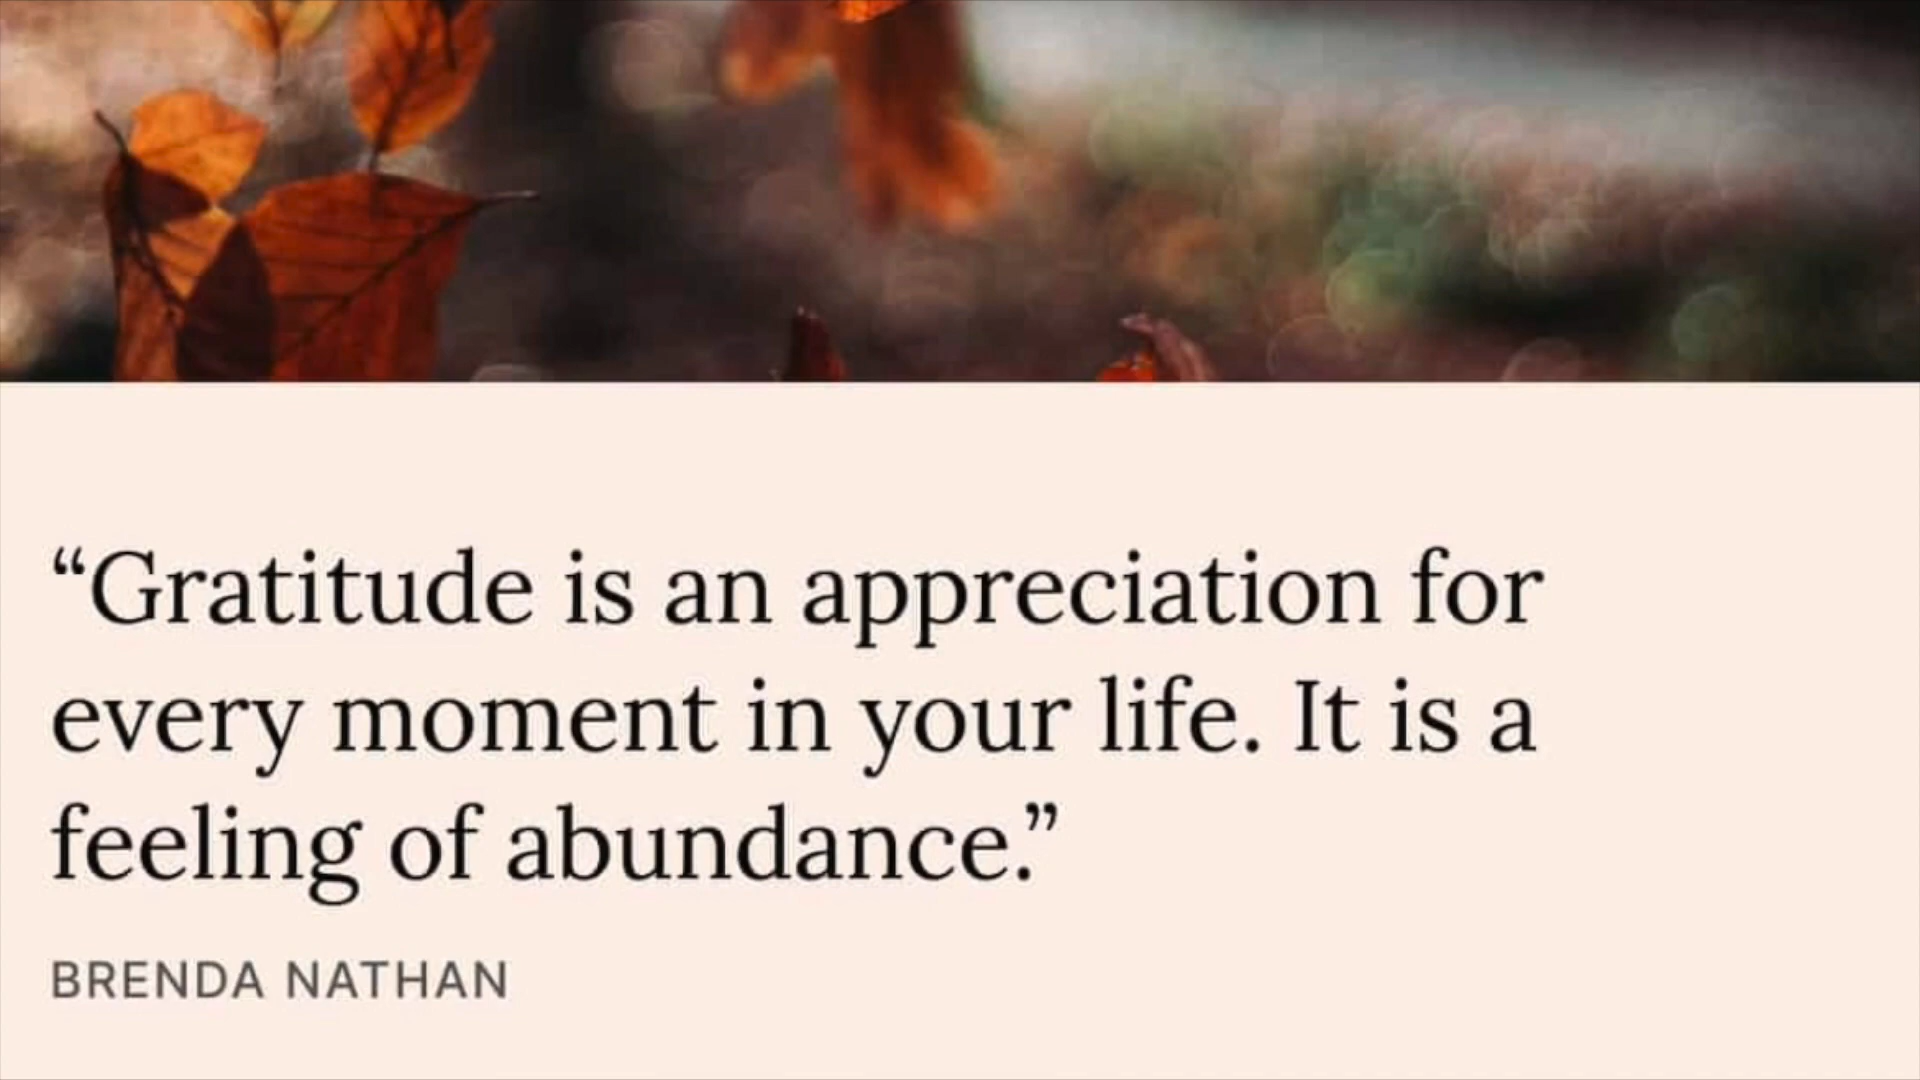 “Gratitude is an appreciation for
every moment in your life. It is a
feeling of abundance.”
BRENDA NATHAN